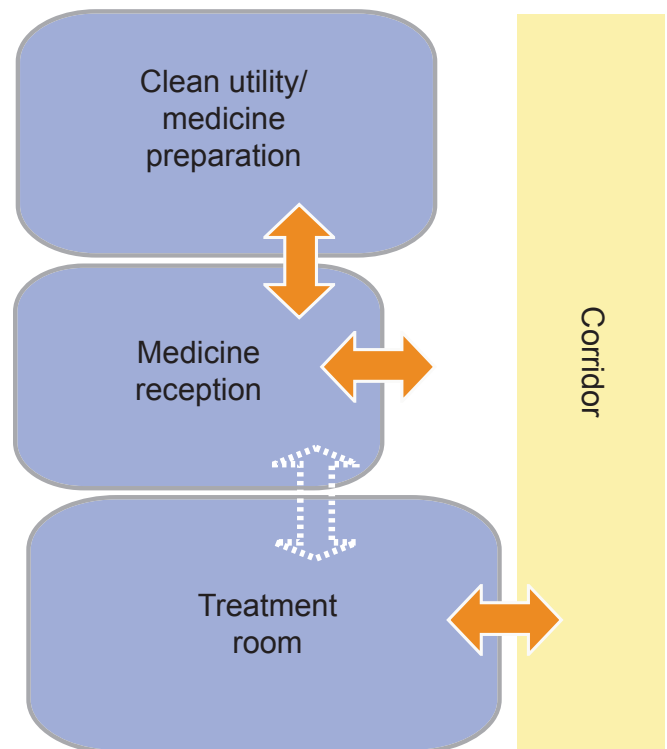 Clean utility/
medicine
preparation
Medicine
reception
Corridor
Treatment
room